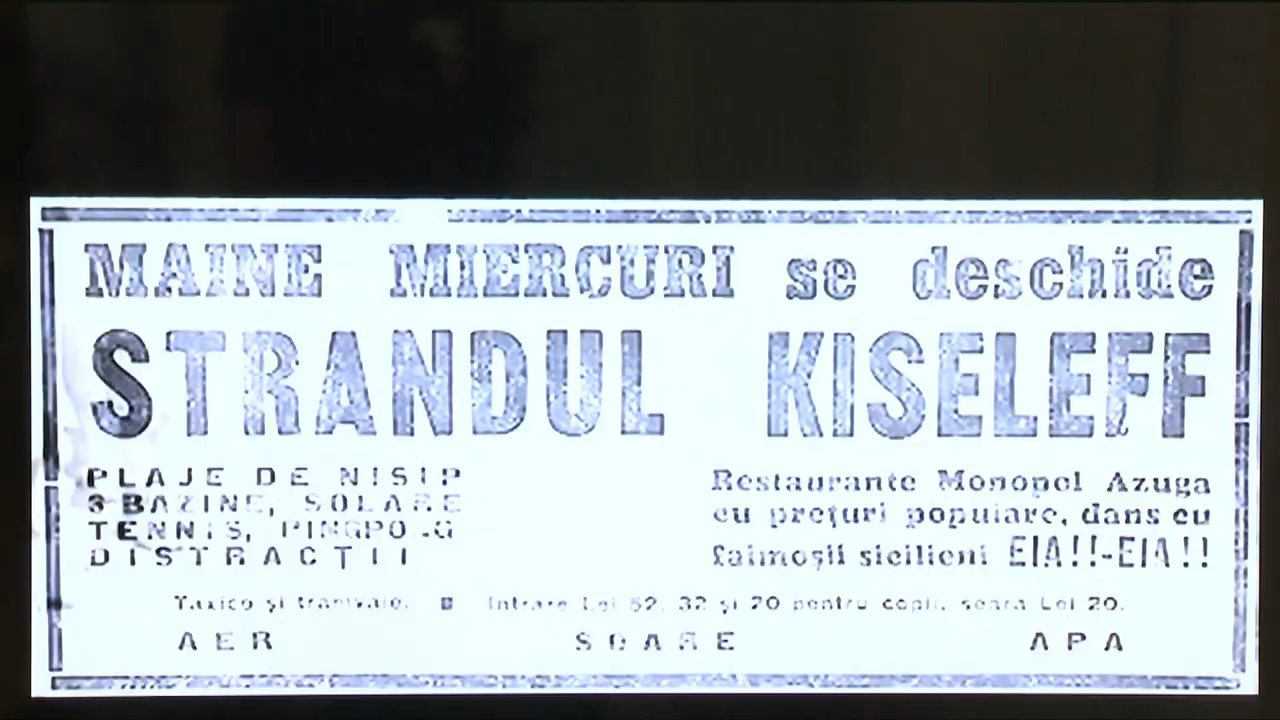 MAINE MIERCURI se deschide
STRANDUL KISELEFF
PLAJE DE NISIP
3 BAZINE, SOLARE
TENNIS, PINGPO.G
DISTRACȚII
Restaurante Monopol Azuga
cu prețuri populare, dans cu
faimoșii sicilieni EIA!!-EIA!!
Taxico și tramvaie. Intrare Lei 52, 32 și 20 pentru copii, seara Lei 20.
AER SOARE APA